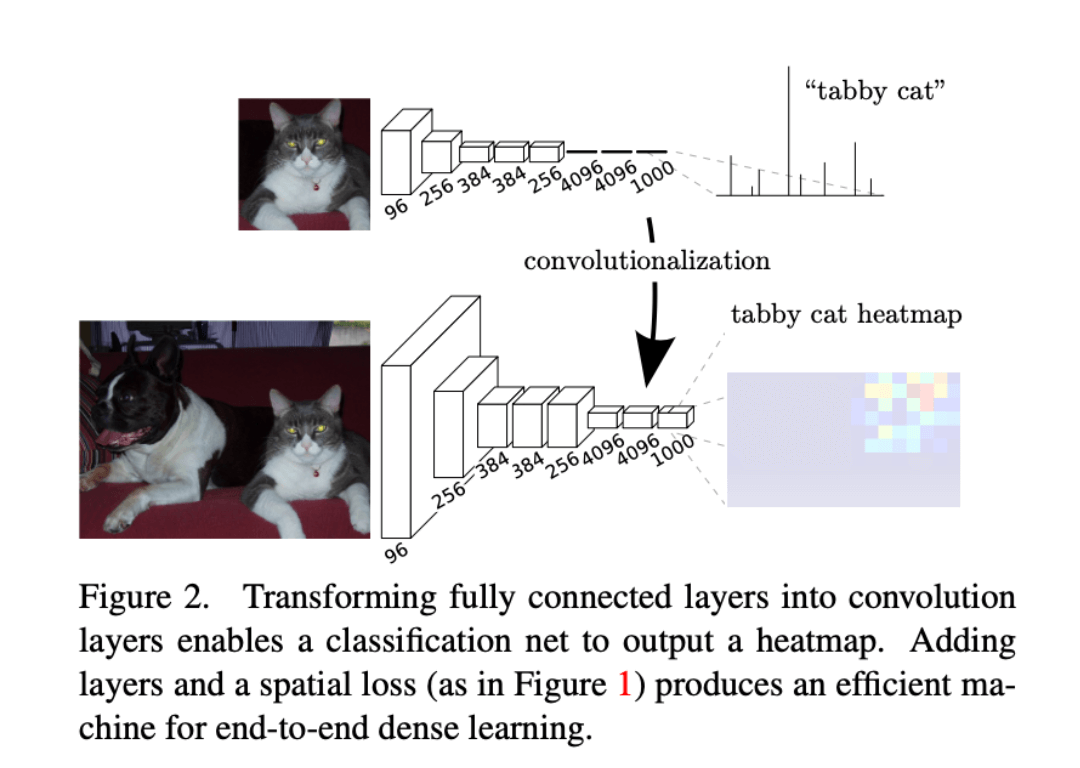 “tabby cat”
96
256
384
384
256
4096
4096
1000
convolutionalization
tabby cat heatmap
96
256
384
384
256
4096
4096
1000
Figure 2. Transforming fully connected layers into convolution
layers enables a classification net to output a heatmap. Adding
layers and a spatial loss (as in Figure 1) produces an efficient ma-
chine for end-to-end dense learning.